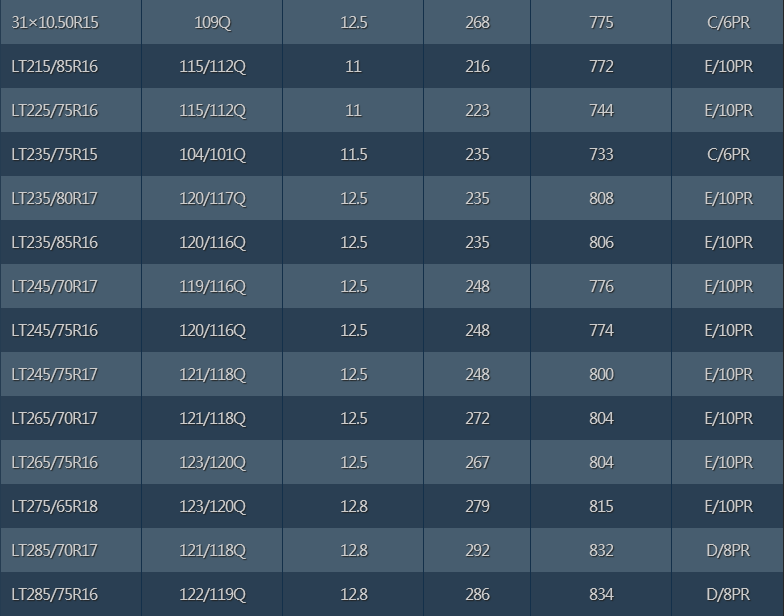 31×10.50R15 109Q 12.5 268 775 C/6PR
LT215/85R16 115/112Q 11 216 772 E/10PR
LT225/75R16 115/112Q 11 223 744 E/10PR
LT235/75R15 104/101Q 11.5 235 733 C/6PR
LT235/80R17 120/117Q 12.5 235 808 E/10PR
LT235/85R16 120/116Q 12.5 235 806 E/10PR
LT245/70R17 119/116Q 12.5 248 776 E/10PR
LT245/75R16 120/116Q 12.5 248 774 E/10PR
LT245/75R17 121/118Q 12.5 248 800 E/10PR
LT265/70R17 121/118Q 12.5 272 804 E/10PR
LT265/75R16 123/120Q 12.5 267 804 E/10PR
LT275/65R18 123/120Q 12.8 279 815 E/10PR
LT285/70R17 121/118Q 12.8 292 832 D/8PR
LT285/75R16 122/119Q 12.8 286 834 D/8PR